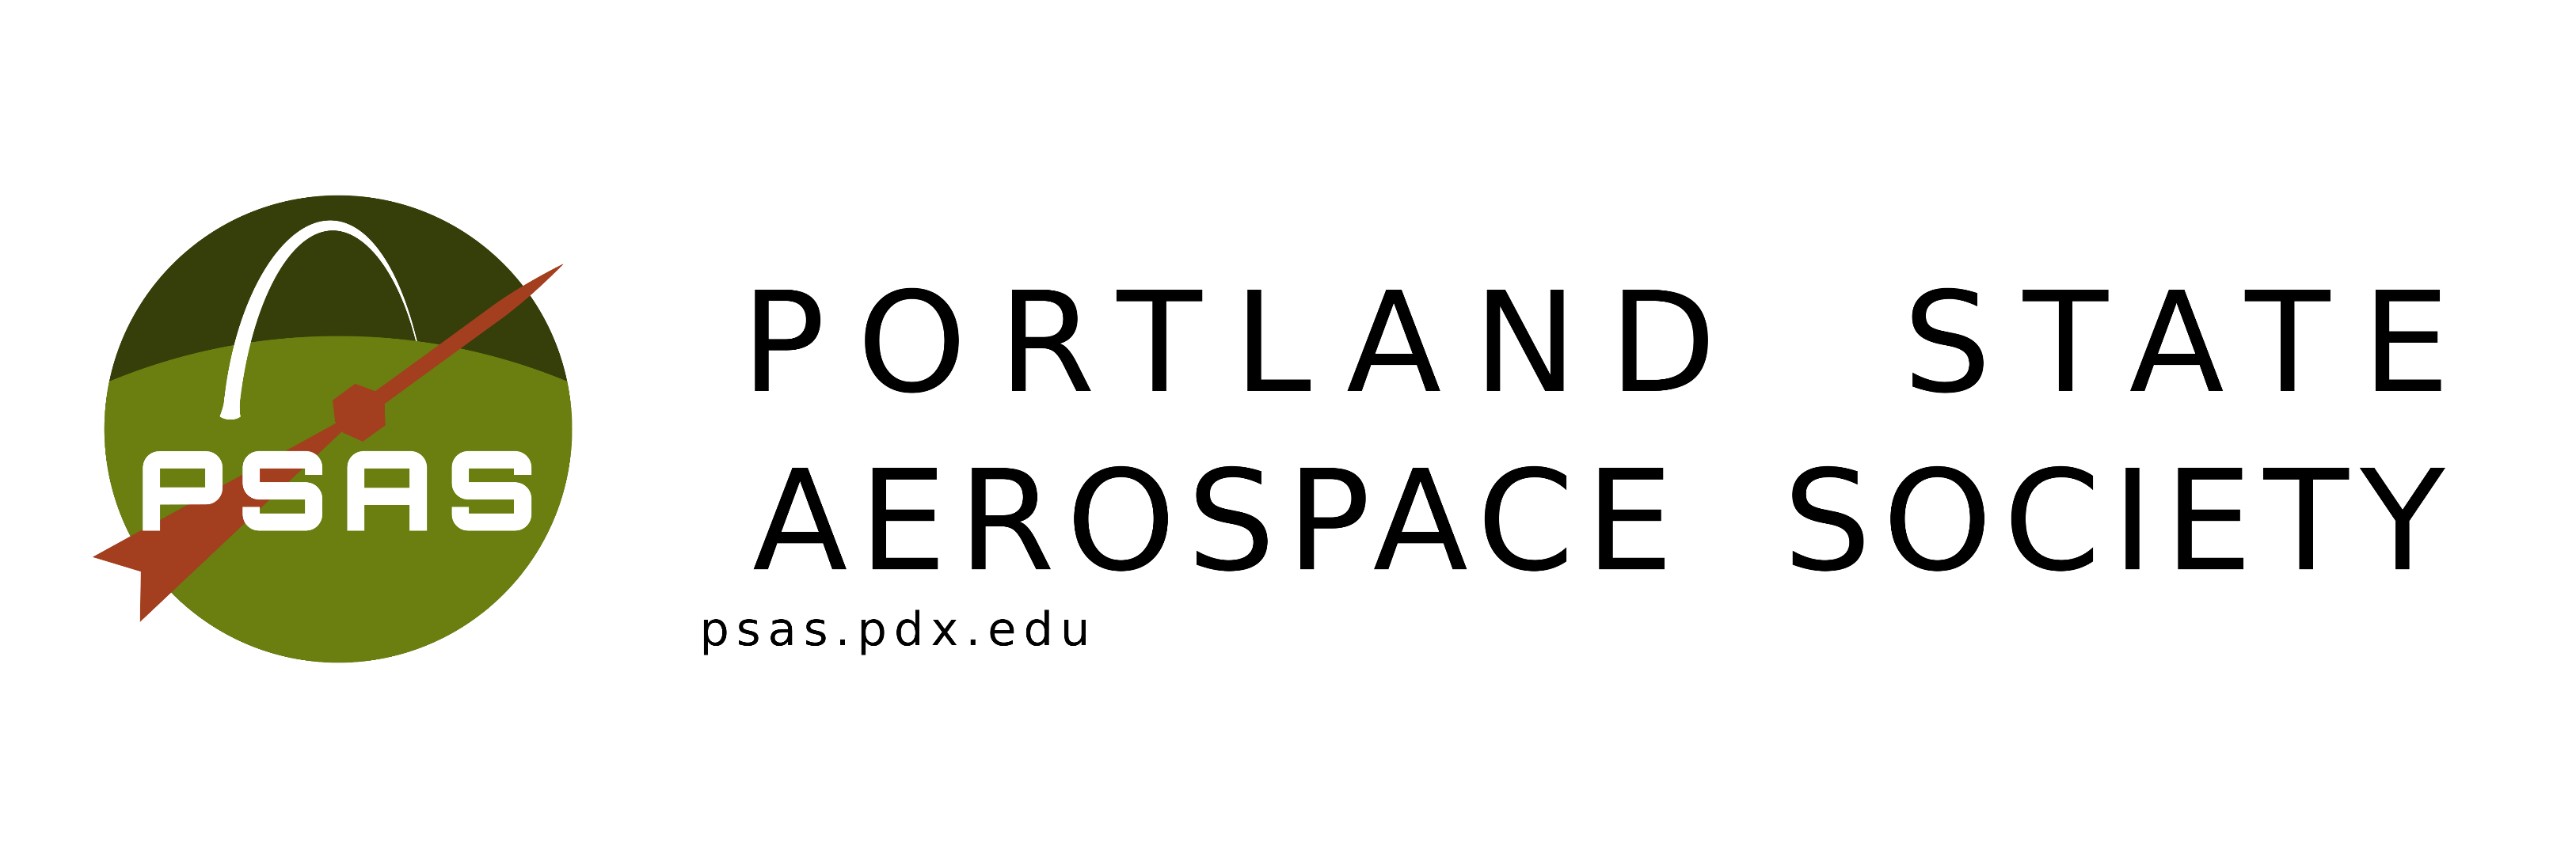 PSAS
PORTLAND STATE
AEROSPACE SOCIETY
psas.pdx.edu